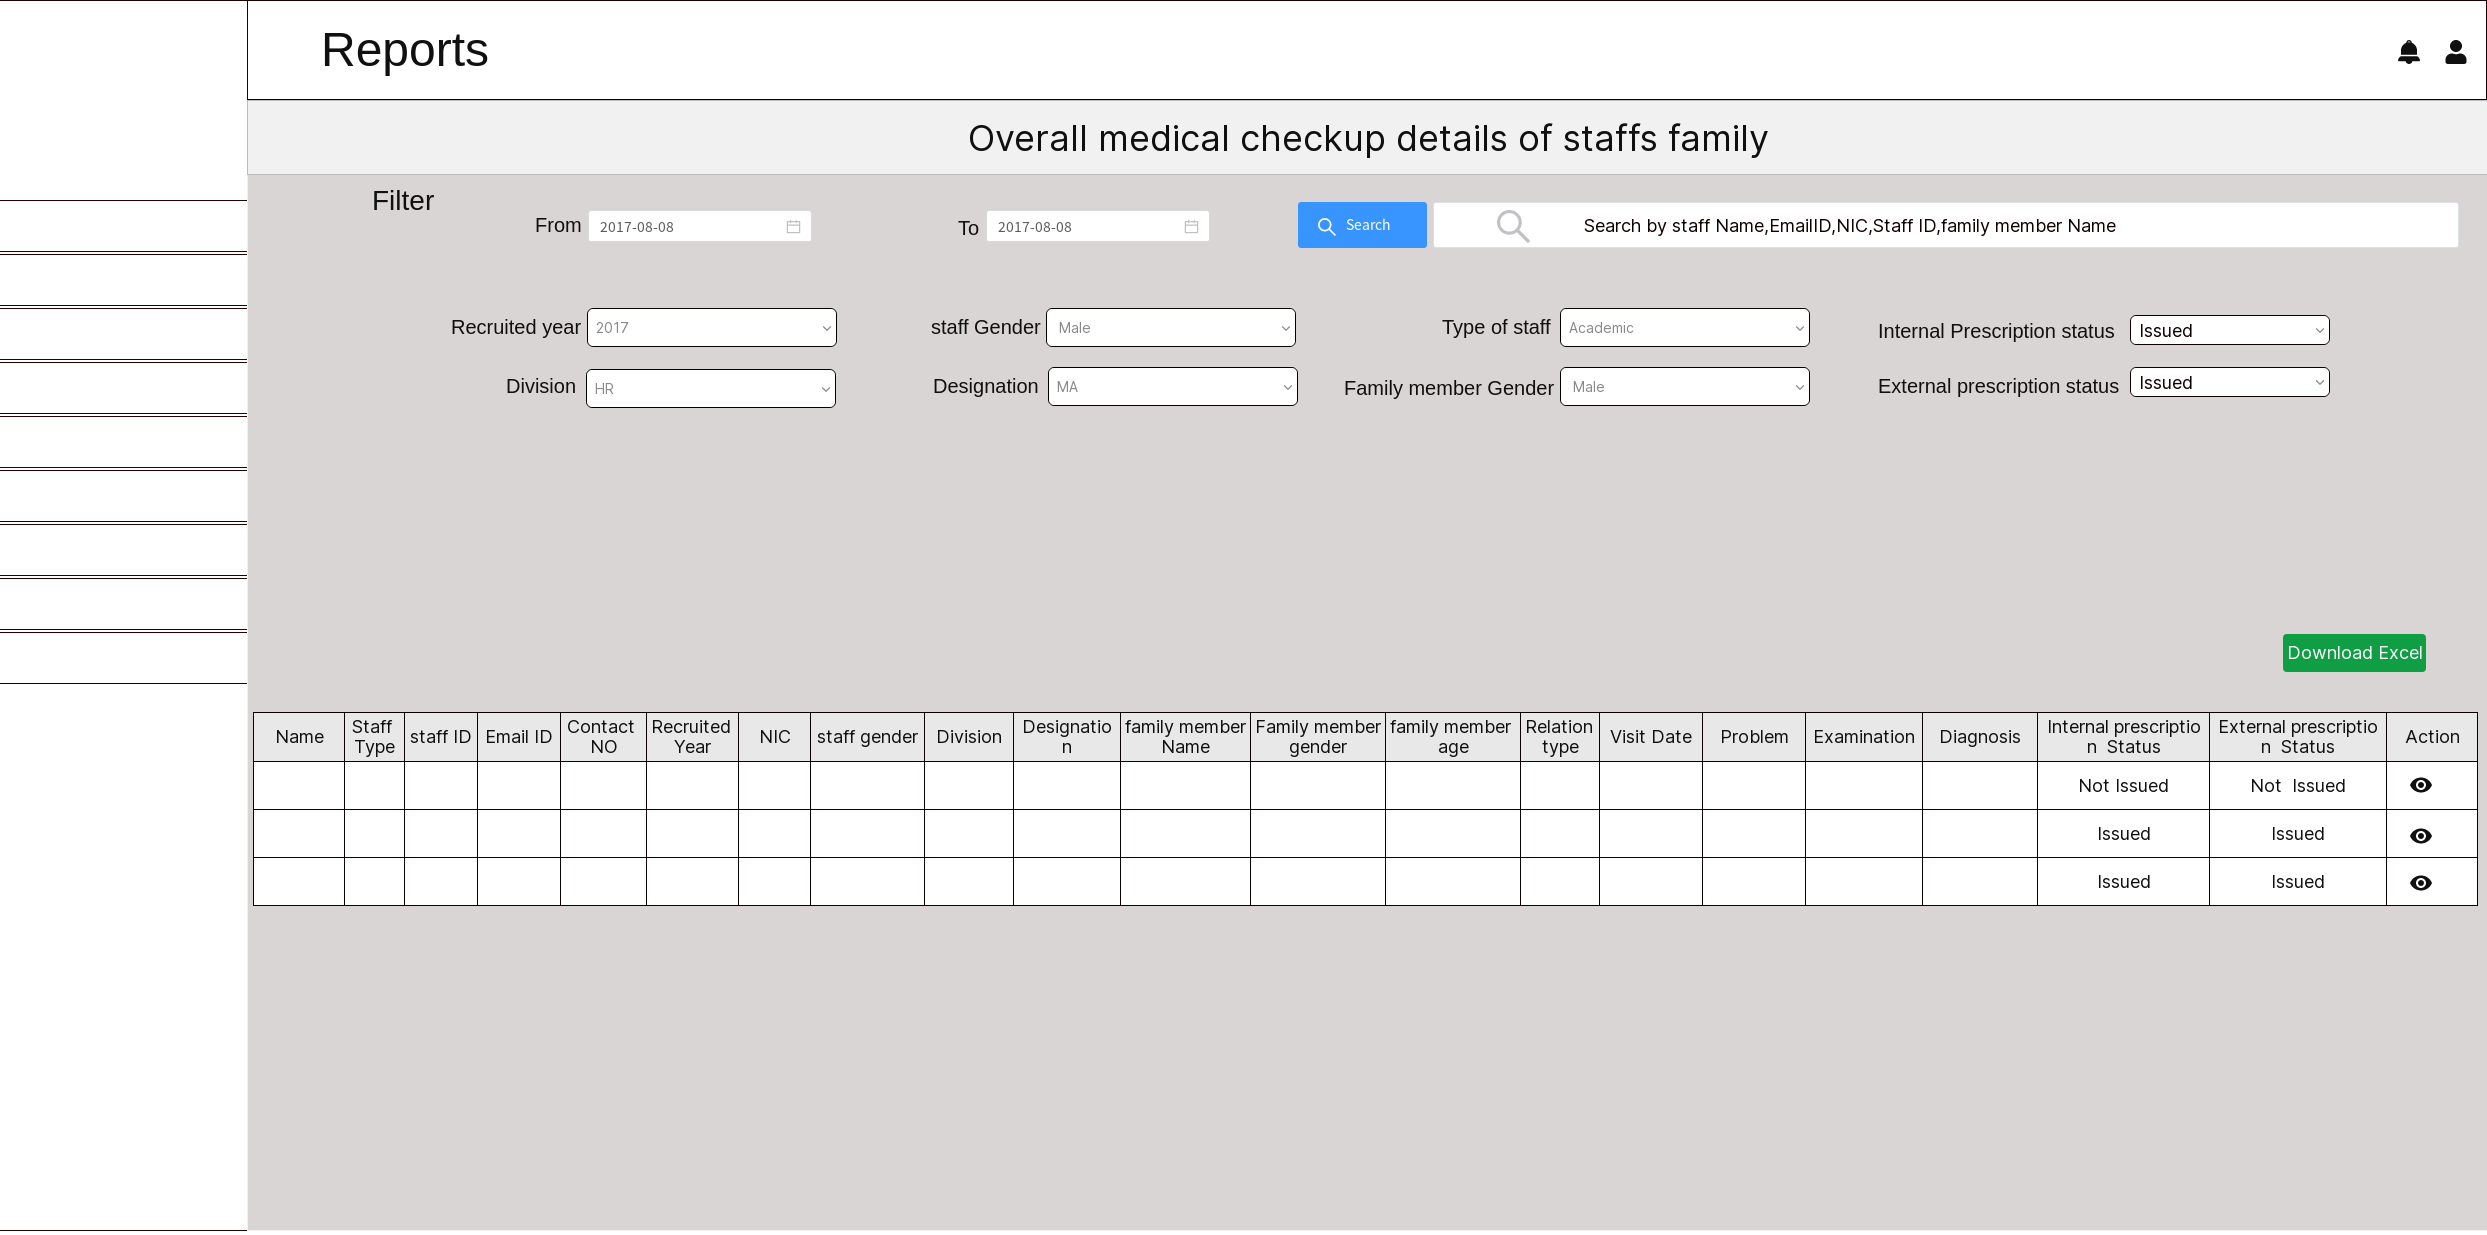 Reports
Overall medical checkup details of staffs family
Filter
From 2017-08-08 To 2017-08-08 Search Search by staff Name,EmailID,NIC,Staff ID,family member Name
Recruited year 2017 staff Gender Male Type of staff Academic Internal Prescription status Issued
Division HR Designation MA Family member Gender Male External prescription status Issued
Download Excel
Name Staff Type staff ID Email ID Contact NO Recruited Year NIC staff gender Division Designatio n family member Name Family member gender family member age Relation type Visit Date Problem Examination Diagnosis Internal prescriptio n Status External prescriptio n Status Action
Not Issued Not Issued
Issued Issued
Issued Issued